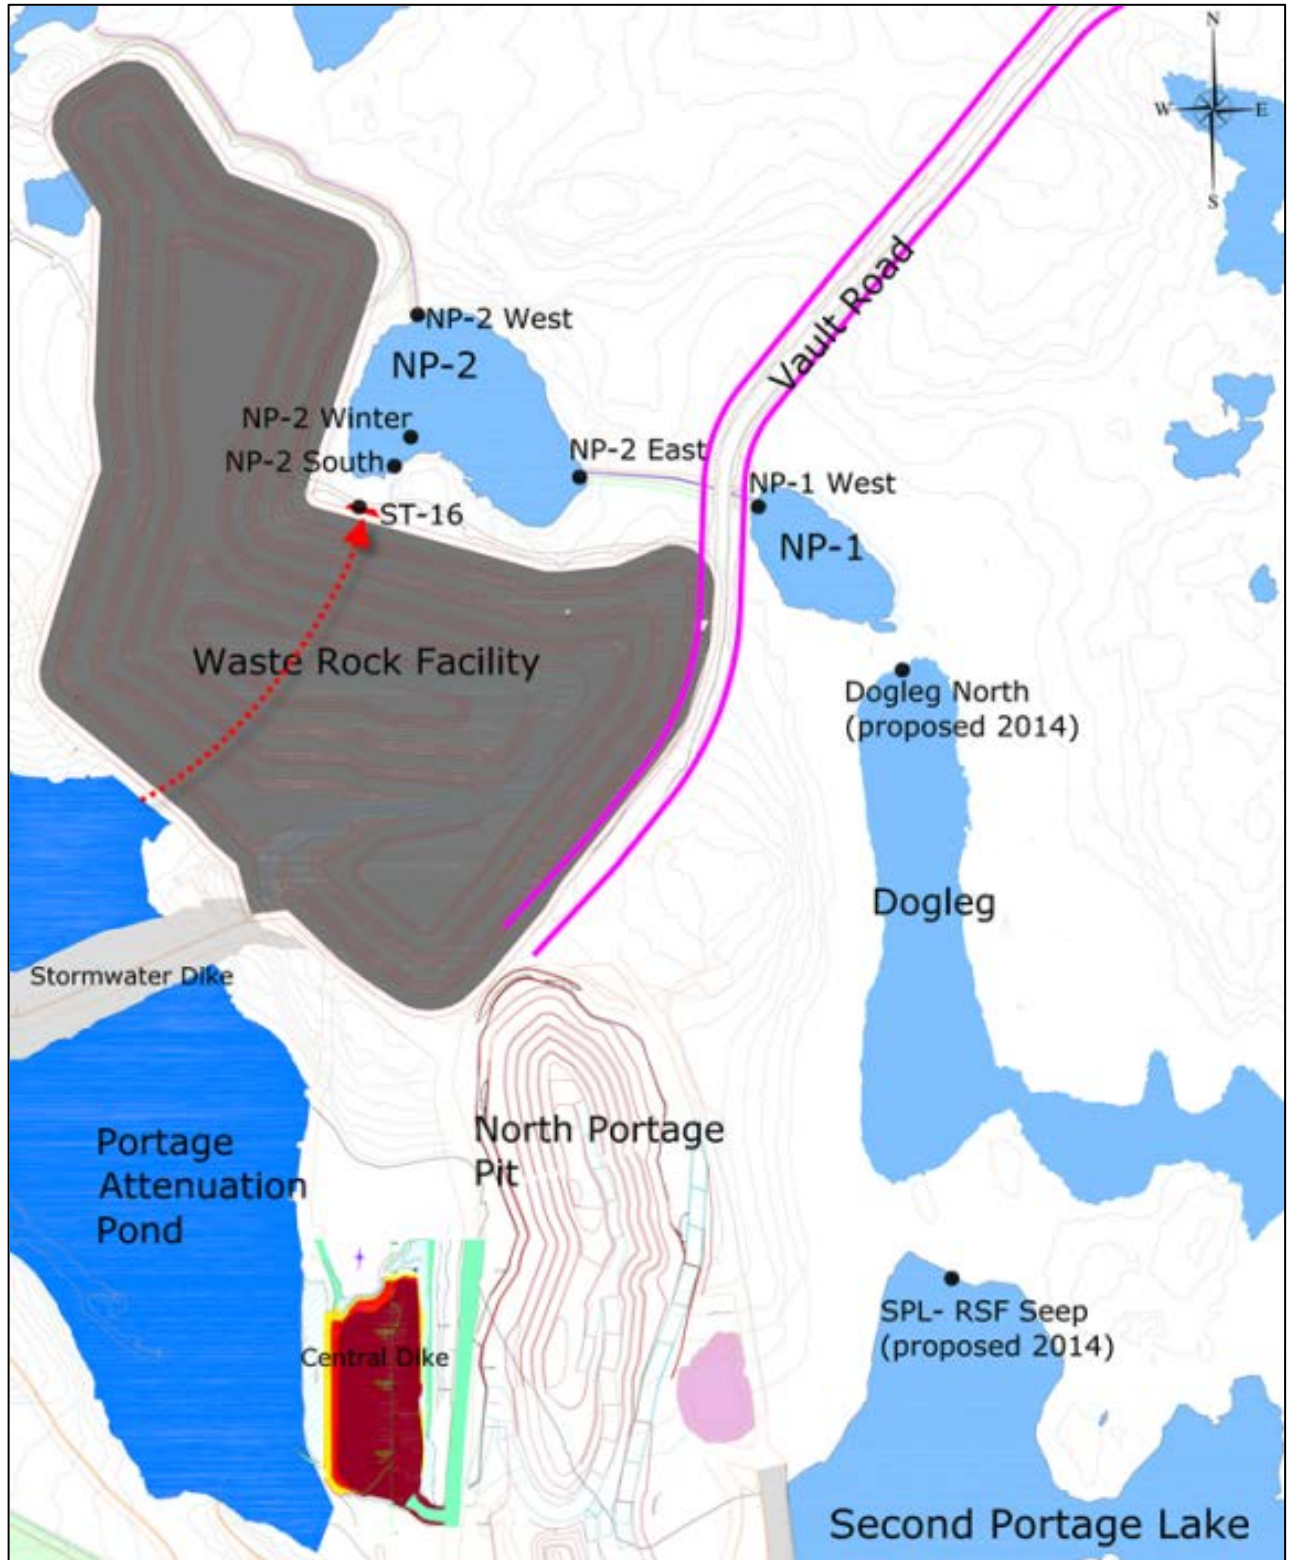 N
W E
S
Vault Road
NP-2 West
NP-2
NP-2 Winter
NP-2 South
NP-2 East
NP-1 West
ST-16
NP-1
Waste Rock Facility
Dogleg North
(proposed 2014)
Dogleg
Stormwater Dike
North Portage
Pit
Portage
Attenuation
Pond
SPL- RSF Seep
(proposed 2014)
Central Dike
Second Portage Lake